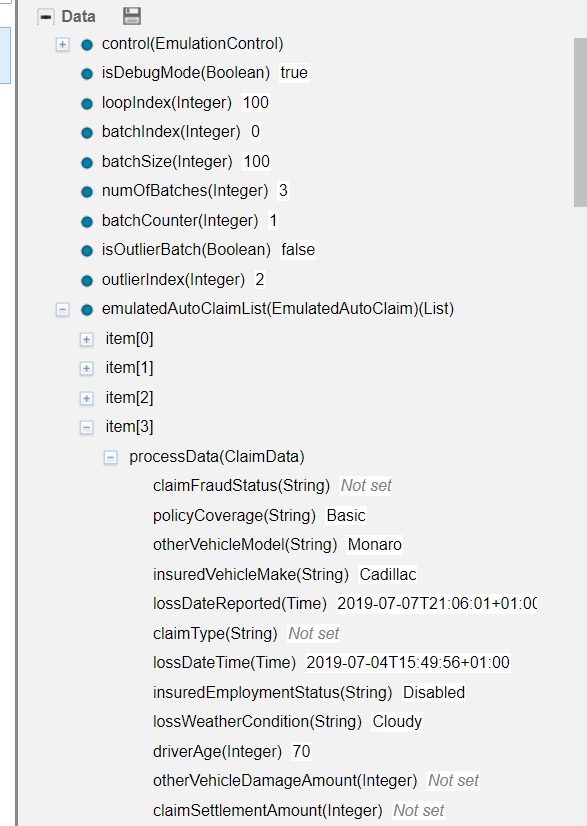 Data
control(EmulationControl)
isDebugMode(Boolean) true
loopIndex(Integer) 100
batchIndex(Integer) 0
batchSize(Integer) 100
numOfBatches(Integer) 3
batchCounter(Integer) 1
isOutlierBatch(Boolean) false
outlierIndex(Integer) 2
emulatedAutoClaimList(EmulatedAutoClaim)(List)
item[0]
item[1]
item[2]
item[3]
processData(ClaimData)
claimFraudStatus(String) Not set
policyCoverage(String) Basic
otherVehicleModel(String) Monaro
insuredVehicleMake(String) Cadillac
lossDateReported(Time) 2019-07-07T21:06:01+01:00
claimType(String) Not set
lossDateTime(Time) 2019-07-04T15:49:56+01:00
insuredEmploymentStatus(String) Disabled
lossWeatherCondition(String) Cloudy
driverAge(Integer) 70
otherVehicleDamageAmount(Integer) Not set
claimSettlementAmount(Integer) Not set